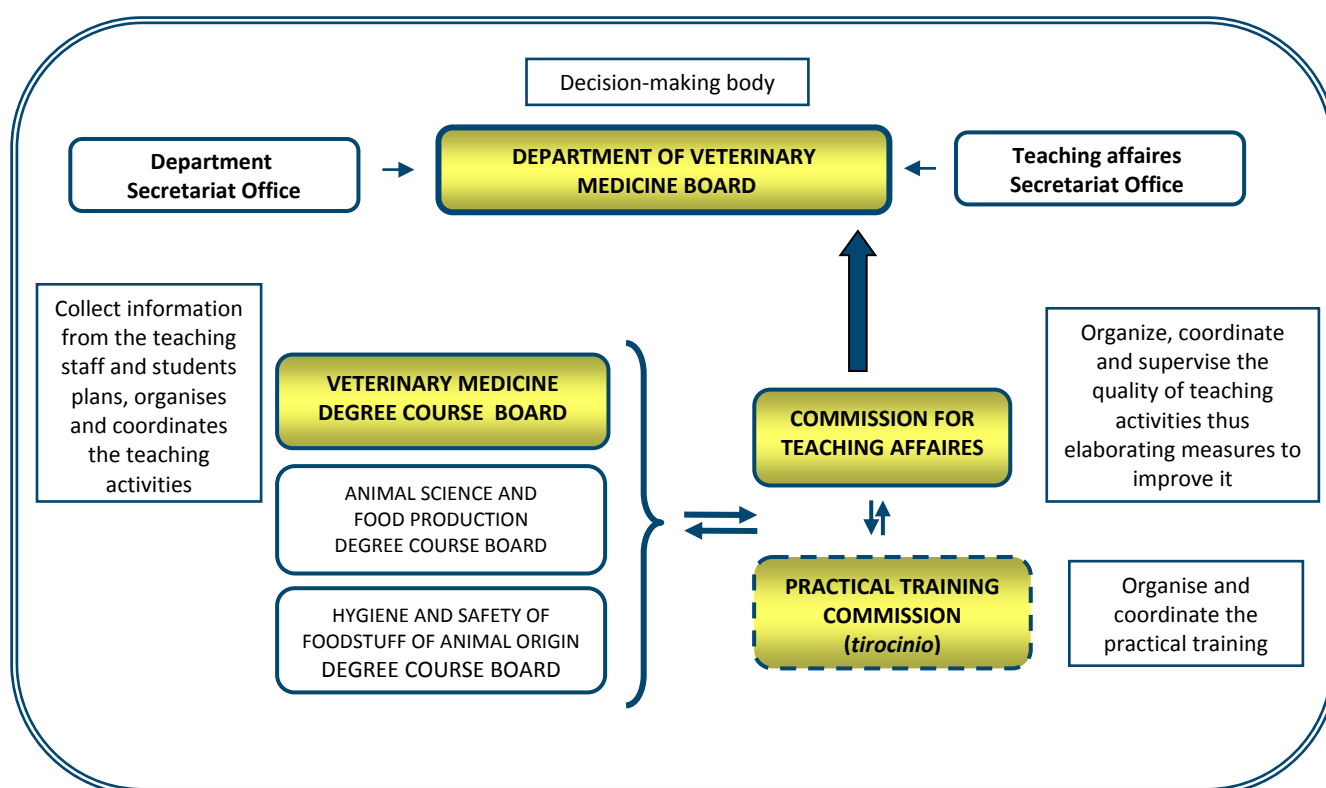 Decision-making body
Department
Secretariat Office
DEPARTMENT OF VETERINARY
MEDICINE BOARD
Teaching affaires
Secretariat Office
Collect information
from the teaching
staff and students
plans, organises
and coordinates
the teaching
activities
VETERINARY MEDICINE
DEGREE COURSE BOARD
ANIMAL SCIENCE AND
FOOD PRODUCTION
DEGREE COURSE BOARD
HYGIENE AND SAFETY OF
FOODSTUFF OF ANIMAL ORIGIN
DEGREE COURSE BOARD
COMMISSION FOR
TEACHING AFFAIRES
PRACTICAL TRAINING
COMMISSION
(tirocinio)
Organize, coordinate
and supervise the
quality of teaching
activities thus
elaborating measures to
improve it
Organise and
coordinate the
practical training